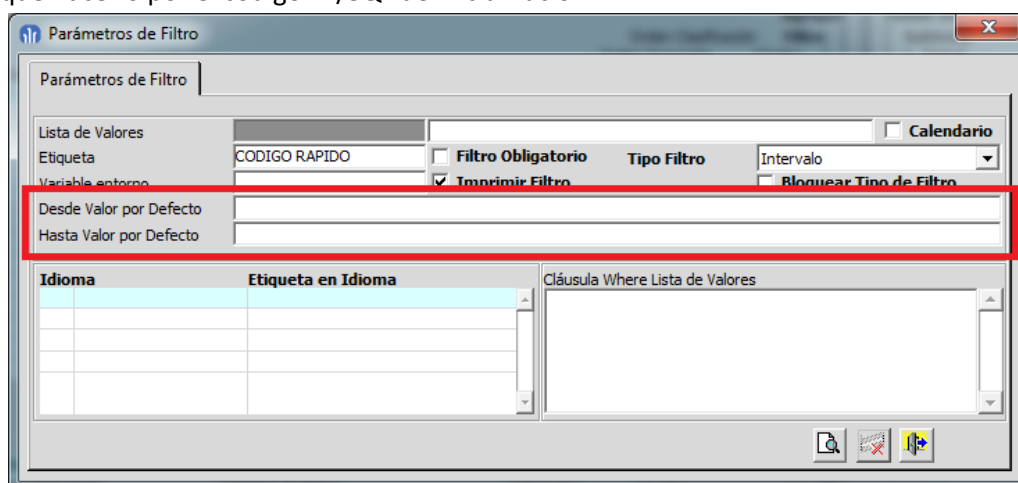 Parámetros de Filtro
Parámetros de Filtro
Lista de Valores Calendario
Etiqueta CODIGO RAPIDO Filtro Obligatorio Tipo Filtro Intervalo
Variable entorno Imprimir Filtro Bloquear Tipo de Filtro
Desde Valor por Defecto
Hasta Valor por Defecto
Idioma Etiqueta en Idioma Cláusula Where Lista de Valores